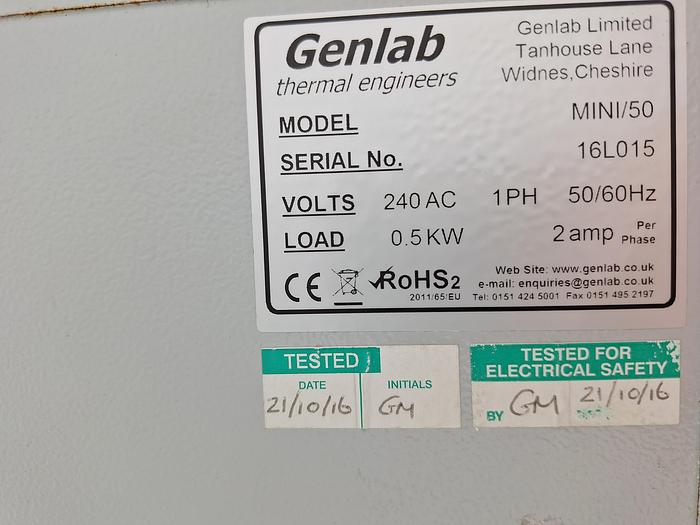 Genlab
thermal engineers
Genlab Limited
Tanhouse Lane
Widnes,Cheshire
MODEL MINI/50
SERIAL No. 16L015
VOLTS 240 AC 1PH 50/60Hz
LOAD 0.5 KW 2 amp Per Phase
CE RoHS2
2011/65/EU
Web Site: www.genlab.co.uk
e-mail: enquiries@genlab.co.uk
Tel: 0151 424 5001 Fax 0151 495 2197
TESTED
DATE INITIALS
21/10/16 GM
TESTED FOR
ELECTRICAL SAFETY
BY GM 21/10/16